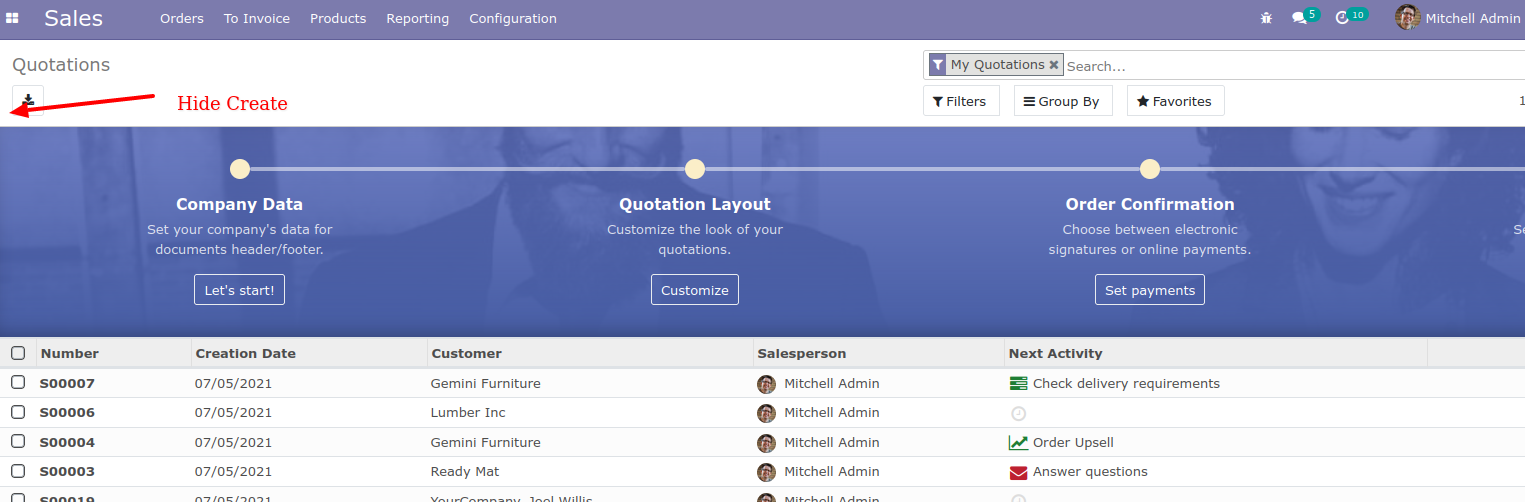 Sales Orders To Invoice Products Reporting Configuration 5 10 Mitchell Admin
Quotations My Quotations Search...
Hide Create Filters Group By Favorites 1
Company Data Quotation Layout Order Confirmation
Set your company's data for Customize the look of your Choose between electronic
documents header/footer. quotations. signatures or online payments.
Let's start! Customize Set payments
Number Creation Date Customer Salesperson Next Activity
S00007 07/05/2021 Gemini Furniture Mitchell Admin Check delivery requirements
S00006 07/05/2021 Lumber Inc Mitchell Admin
S00004 07/05/2021 Gemini Furniture Mitchell Admin Order Upsell
S00003 07/05/2021 Ready Mat Mitchell Admin Answer questions
S00019 07/05/2021 YourCompany, Joel Willis Mitchell Admin